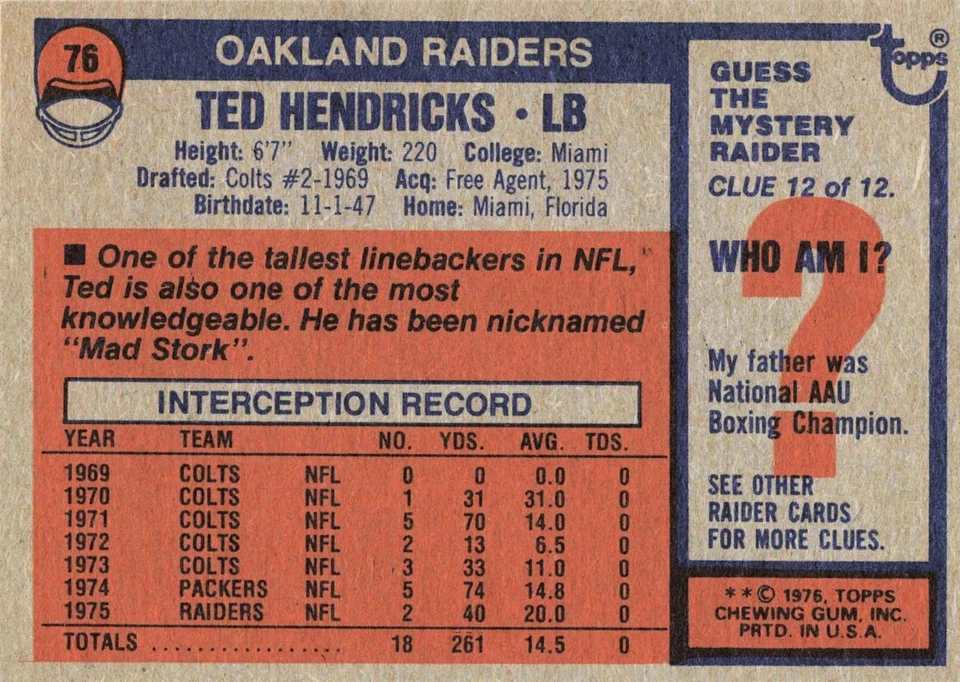 76
OAKLAND RAIDERS
TED HENDRICKS • LB
Height: 6'7" Weight: 220 College: Miami
Drafted: Colts #2-1969 Acq: Free Agent, 1975
Birthdate: 11-1-47 Home: Miami, Florida
■ One of the tallest linebackers in NFL,
Ted is also one of the most
knowledgeable. He has been nicknamed
"Mad Stork".
INTERCEPTION RECORD
YEAR TEAM NO. YDS. AVG. TDS.
1969 COLTS NFL 0 0 0.0 0
1970 COLTS NFL 1 31 31.0 0
1971 COLTS NFL 5 70 14.0 0
1972 COLTS NFL 2 13 6.5 0
1973 COLTS NFL 3 33 11.0 0
1974 PACKERS NFL 5 74 14.8 0
1975 RAIDERS NFL 2 40 20.0 0
TOTALS ................. 18 261 14.5 0
topps®
GUESS
THE
MYSTERY
RAIDER
CLUE 12 of 12.
?
WHO AM I?
My father was
National AAU
Boxing Champion.
SEE OTHER
RAIDER CARDS
FOR MORE CLUES.
**© 1976, TOPPS
CHEWING GUM, INC.
PRTD. IN U.S.A.